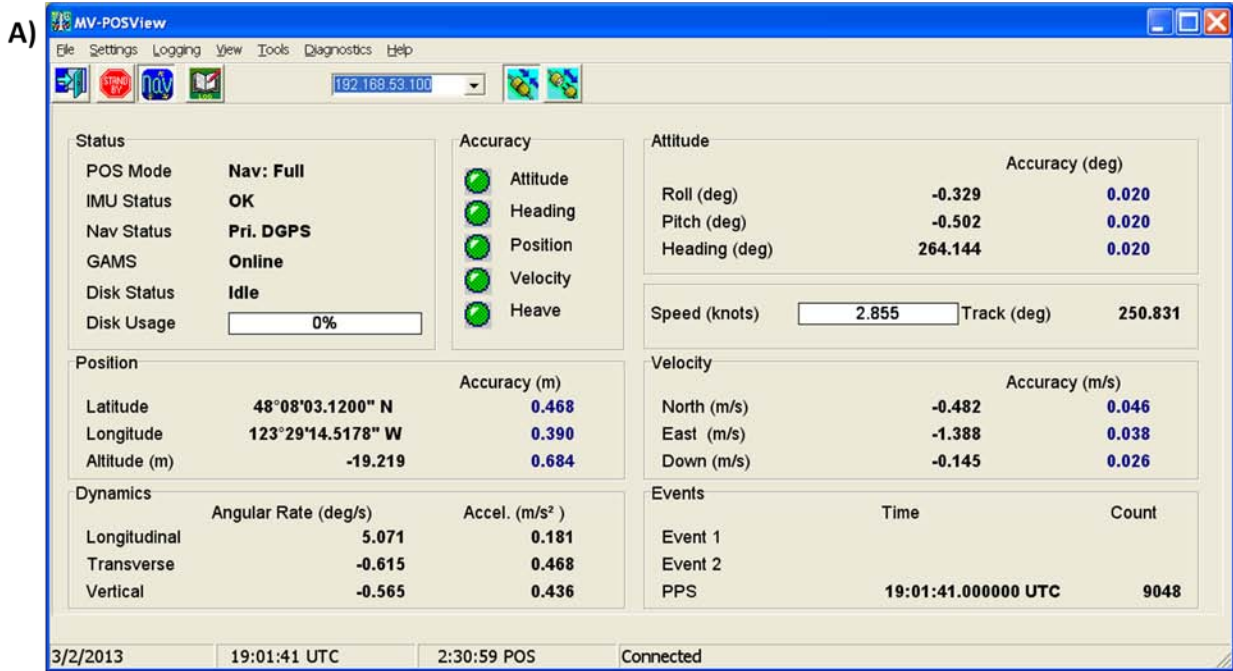 A)
MV-POSView
File Settings Logging View Tools Diagnostics Help
STAND BY nav LOG 192.168.53.100
Status
POS Mode Nav: Full
IMU Status OK
Nav Status Pri. DGPS
GAMS Online
Disk Status Idle
Disk Usage 0%
Accuracy
Attitude
Heading
Position
Velocity
Heave
Attitude
Accuracy (deg)
Roll (deg) -0.329 0.020
Pitch (deg) -0.502 0.020
Heading (deg) 264.144 0.020
Speed (knots) 2.855 Track (deg) 250.831
Position
Accuracy (m)
Latitude 48°08'03.1200" N 0.468
Longitude 123°29'14.5178" W 0.390
Altitude (m) -19.219 0.684
Velocity
Accuracy (m/s)
North (m/s) -0.482 0.046
East (m/s) -1.388 0.038
Down (m/s) -0.145 0.026
Dynamics
Angular Rate (deg/s) Accel. (m/s² )
Longitudinal 5.071 0.181
Transverse -0.615 0.468
Vertical -0.565 0.436
Events
Time Count
Event 1
Event 2
PPS 19:01:41.000000 UTC 9048
3/2/2013 19:01:41 UTC 2:30:59 POS Connected